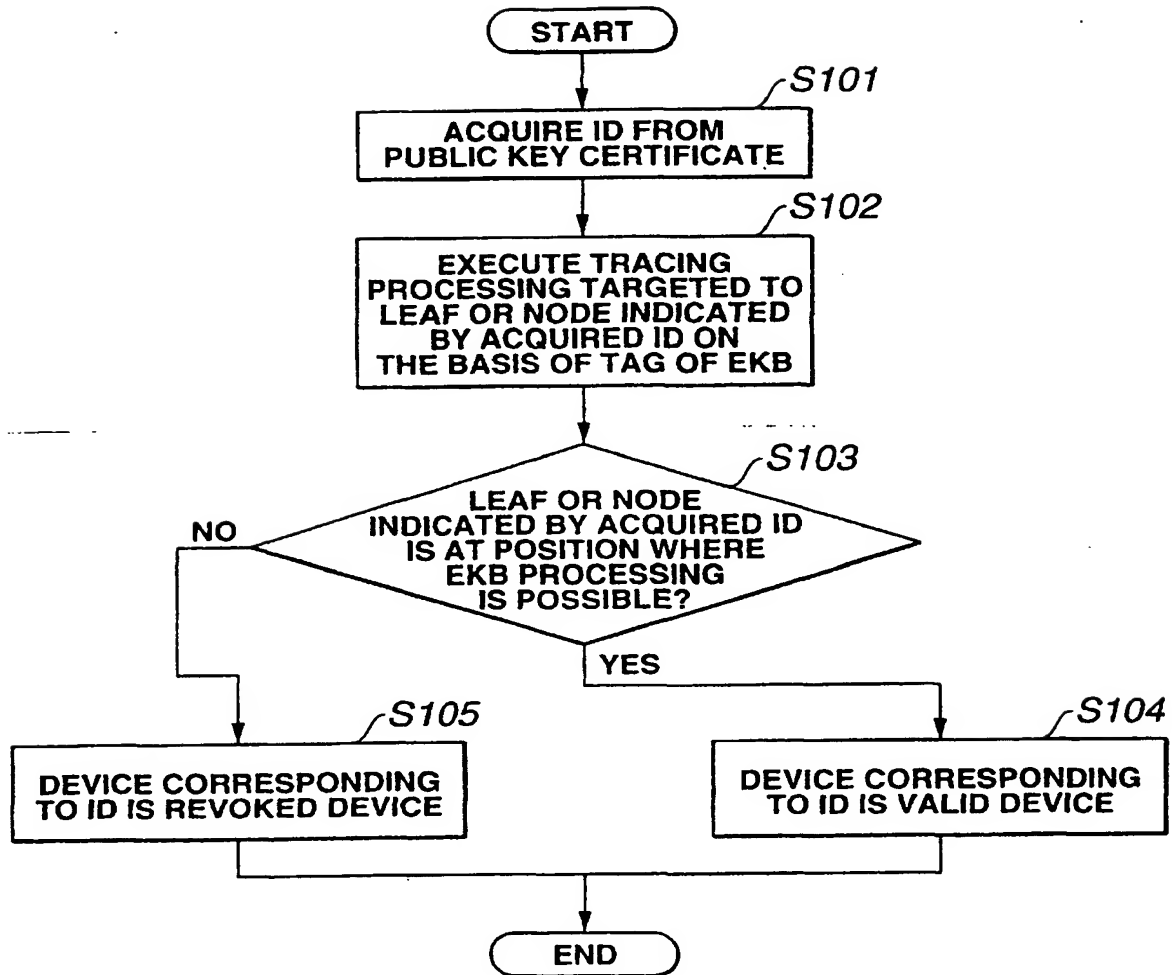 START
S101
ACQUIRE ID FROM
PUBLIC KEY CERTIFICATE
S102
EXECUTE TRACING
PROCESSING TARGETED TO
LEAF OR NODE INDICATED
BY ACQUIRED ID ON
THE BASIS OF TAG OF EKB
S103
LEAF OR NODE
INDICATED BY ACQUIRED ID
IS AT POSITION WHERE
EKB PROCESSING
IS POSSIBLE?
NO
YES
S105
DEVICE CORRESPONDING
TO ID IS REVOKED DEVICE
S104
DEVICE CORRESPONDING
TO ID IS VALID DEVICE
END